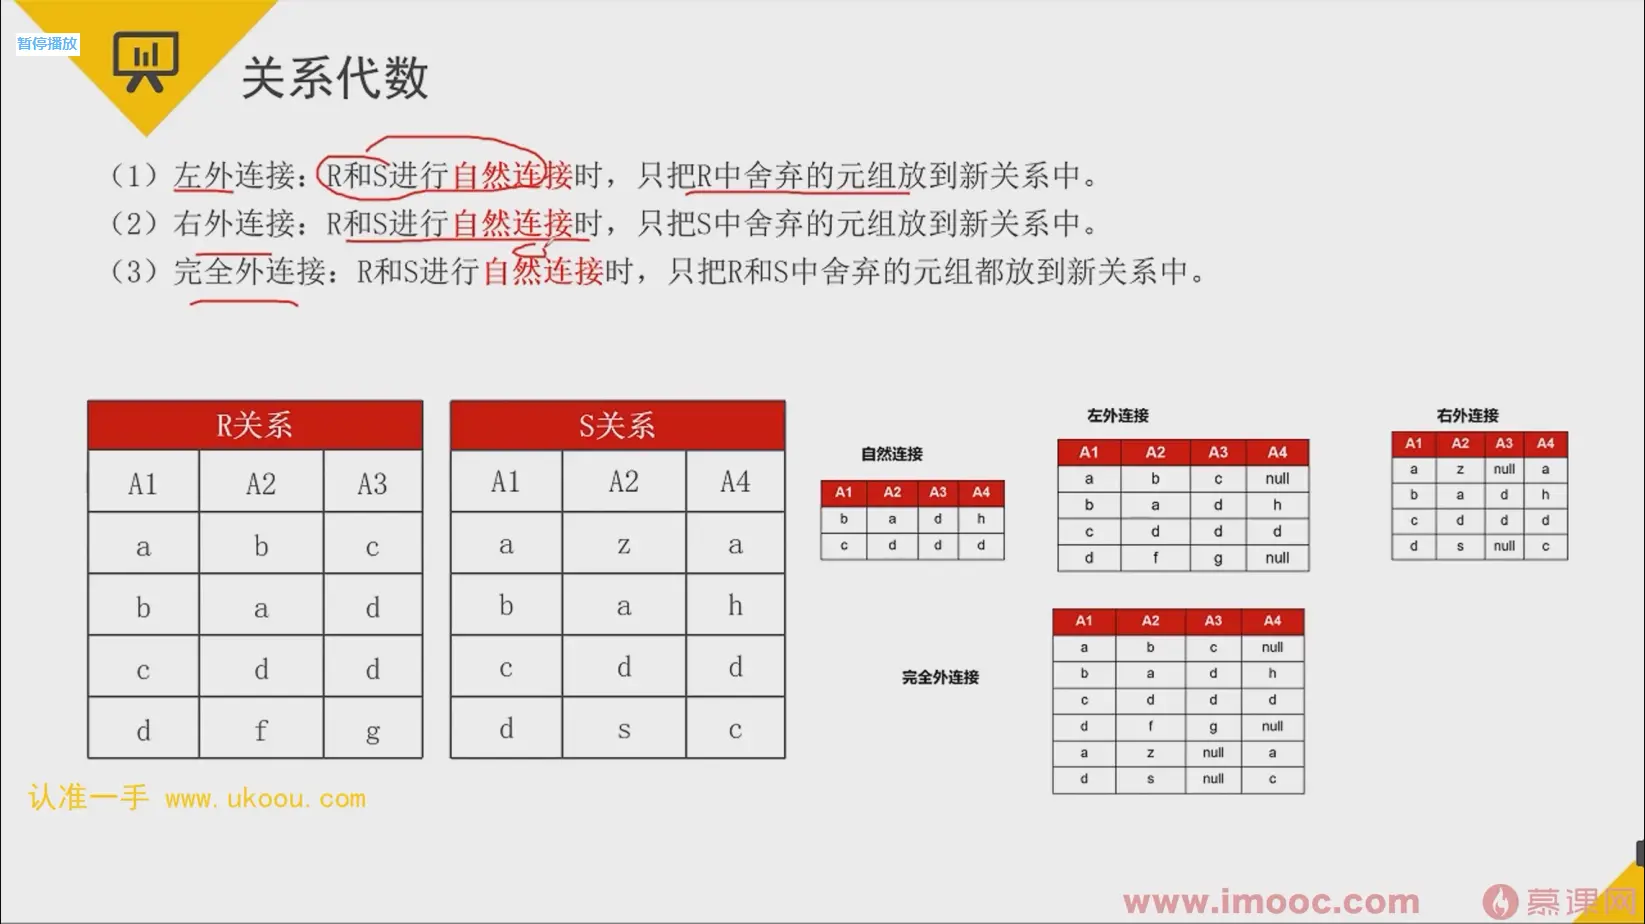 暂停播放
关系代数
（1）左外连接：R和S进行自然连接时，只把R中舍弃的元组放到新关系中。
（2）右外连接：R和S进行自然连接时，只把S中舍弃的元组放到新关系中。
（3）完全外连接：R和S进行自然连接时，只把R和S中舍弃的元组都放到新关系中。
R关系
A1 A2 A3
a b c
b a d
c d d
d f g
S关系
A1 A2 A4
a z a
b a h
c d d
d s c
自然连接
A1 A2 A3 A4
b a d h
c d d d
左外连接
A1 A2 A3 A4
a b c null
b a d h
c d d d
d f g null
右外连接
A1 A2 A3 A4
a z null a
b a d h
c d d d
d s null c
完全外连接
A1 A2 A3 A4
a b c null
b a d h
c d d d
d f g null
a z null a
d s null c
认准一手 www.ukoou.com
www.imooc.com 慕课网